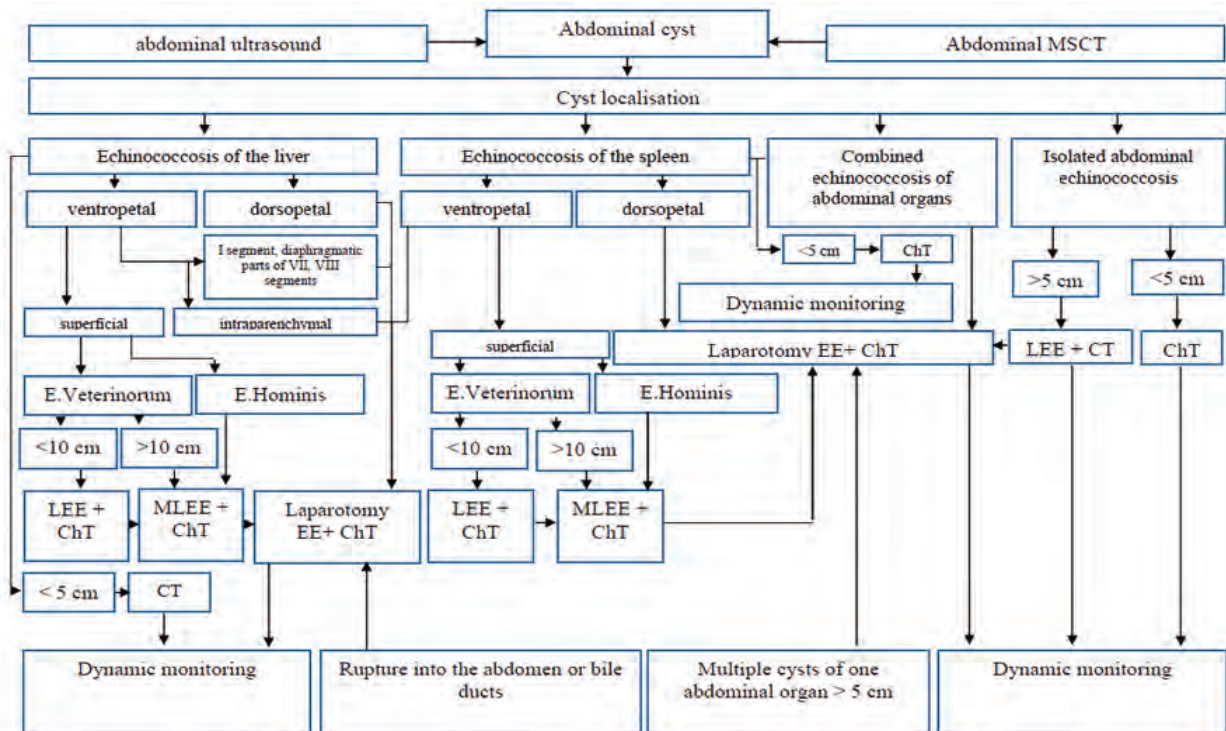 abdominal ultrasound
Abdominal cyst
Abdominal MSCT
Cyst localisation
Echinococcosis of the liver
Echinococcosis of the spleen
Combined
echinococcosis of
abdominal organs
Isolated abdominal
echinococcosis
ventropetal
dorsopetal
ventropetal
dorsopetal
I segment, diaphragmatic
parts of VII, VIII
segments
<5 cm
ChT
>5 cm
<5 cm
Dynamic monitoring
superficial
intraparenchymal
superficial
Laparotomy EE+ ChT
LEE + CT
ChT
E.Veterinorum
E.Hominis
E.Veterinorum
E.Hominis
<10 cm
>10 cm
<10 cm
>10 cm
LEE +
ChT
MLEE +
ChT
Laparotomy
EE+ ChT
LEE +
ChT
MLEE +
ChT
< 5 cm
CT
Dynamic monitoring
Rupture into the abdomen or bile
ducts
Multiple cysts of one
abdominal organ > 5 cm
Dynamic monitoring